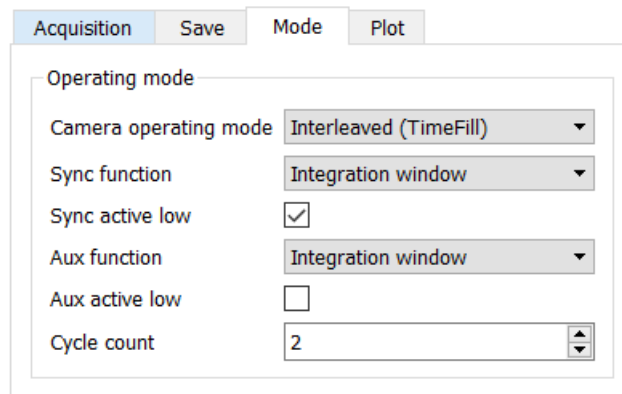 Acquisition Save Mode Plot
Operating mode
Camera operating mode Interleaved (TimeFill)
Sync function Integration window
Sync active low
Aux function Integration window
Aux active low
Cycle count 2